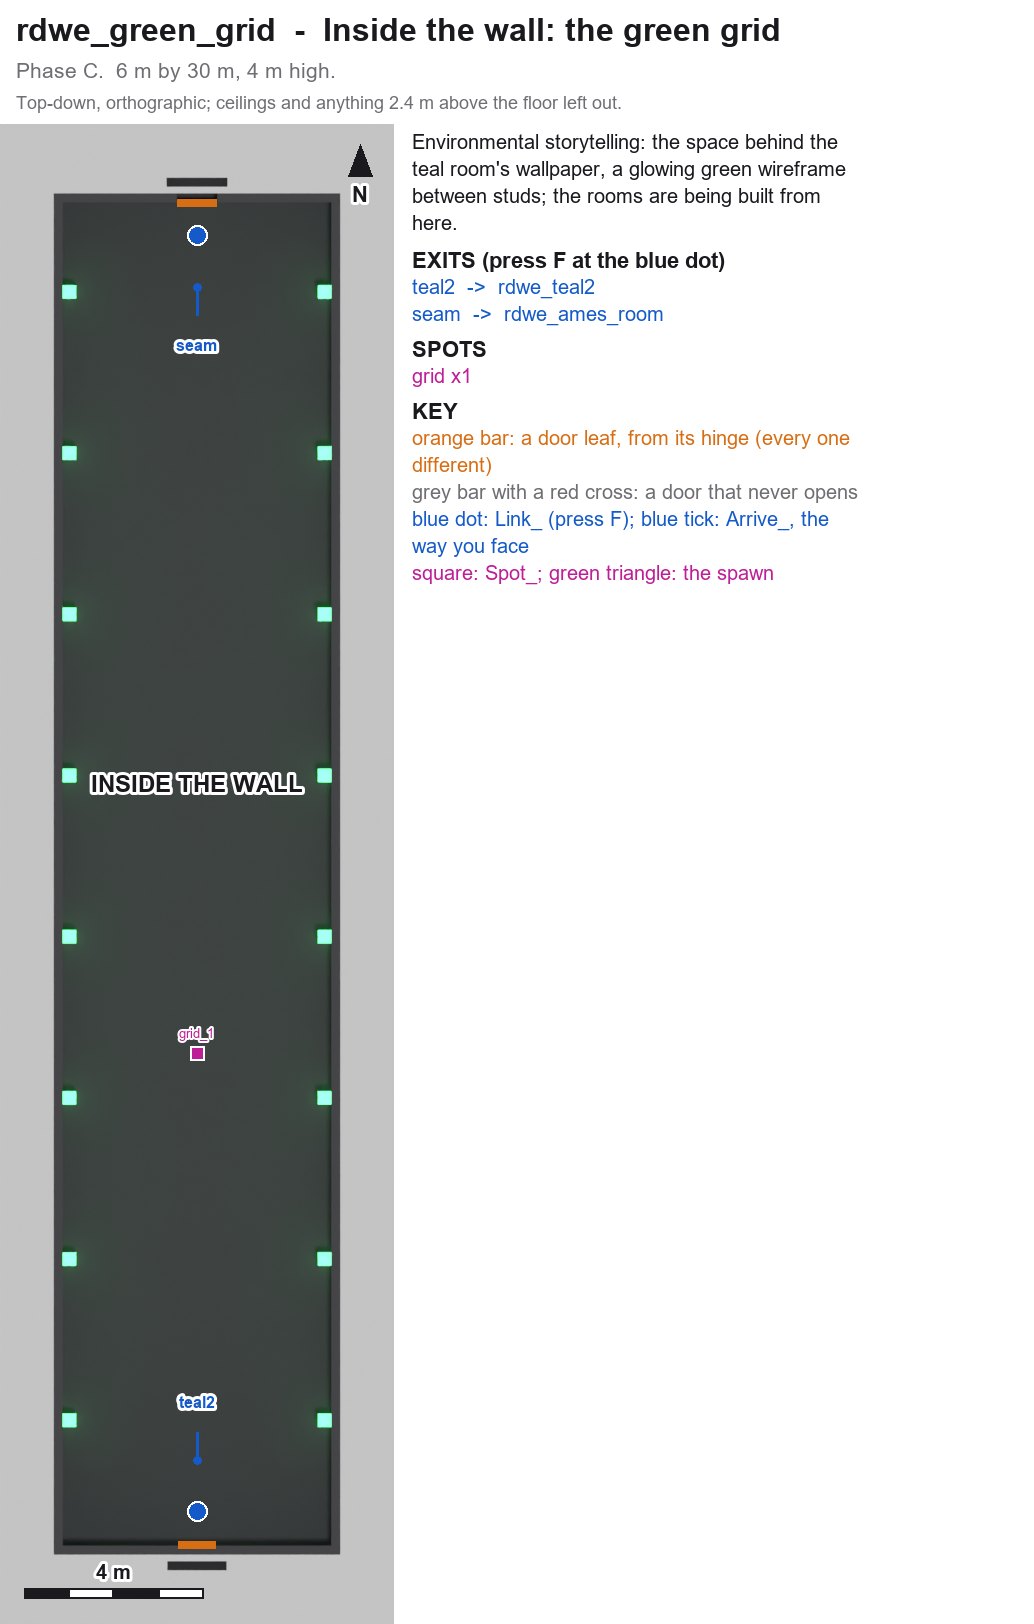 rdwe_green_grid - Inside the wall: the green grid
Phase C. 6 m by 30 m, 4 m high.
Top-down, orthographic; ceilings and anything 2.4 m above the floor left out.
N
seam
INSIDE THE WALL
grid_1
teal2
4 m
Environmental storytelling: the space behind the
teal room's wallpaper, a glowing green wireframe
between studs; the rooms are being built from
here.
EXITS (press F at the blue dot)
teal2 -> rdwe_teal2
seam -> rdwe_ames_room
SPOTS
grid x1
KEY
orange bar: a door leaf, from its hinge (every one
different)
grey bar with a red cross: a door that never opens
blue dot: Link_ (press F); blue tick: Arrive_, the
way you face
square: Spot_; green triangle: the spawn